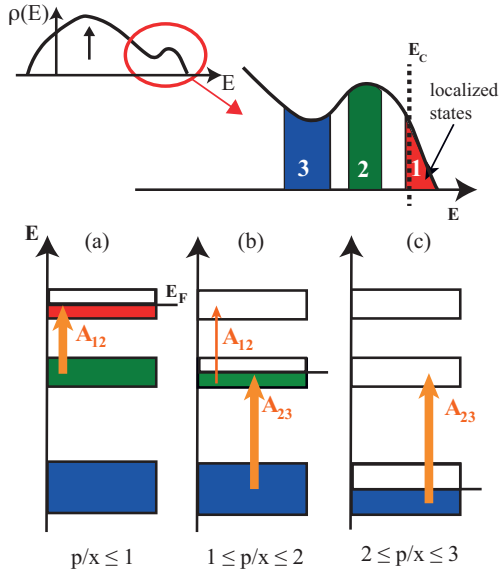 ρ(E)
E
E_C
localized
states
3 2 1
E
E (a) (b) (c)
E_F
A_12 A_12
A_23 A_23
p/x ≤ 1 1 ≤ p/x ≤ 2 2 ≤ p/x ≤ 3